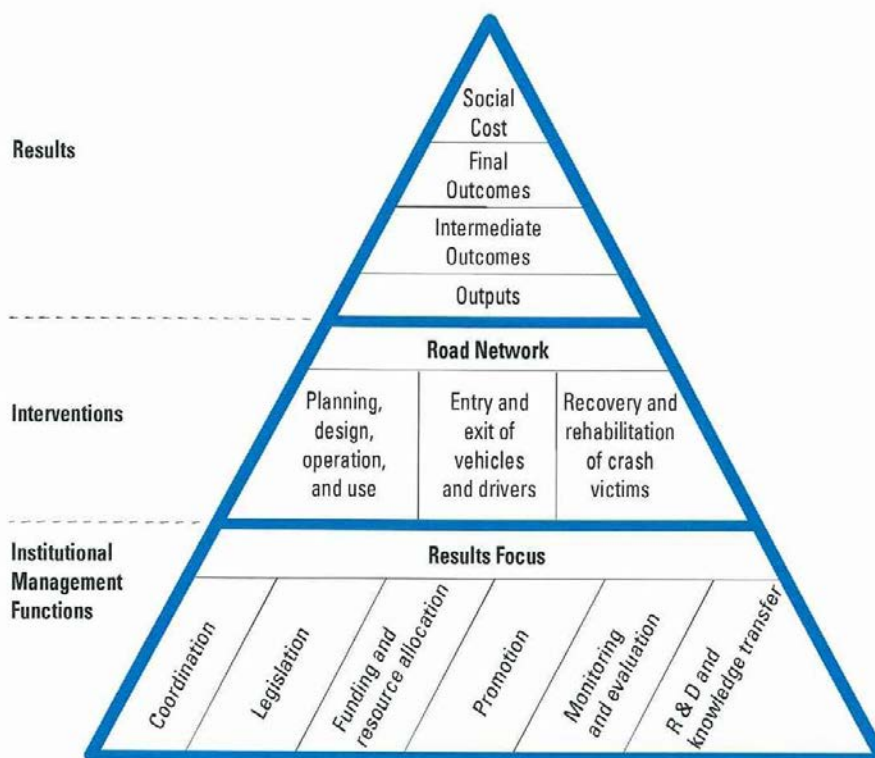 Social
Cost
Results
Final
Outcomes
Intermediate
Outcomes
Outputs
Road Network
Interventions
Planning,
design,
operation,
and use
Entry and
exit of
vehicles
and drivers
Recovery and
rehabilitation
of crash
victims
Institutional
Management
Functions
Results Focus
Coordination
Legislation
Funding and
resource allocation
Promotion
Monitoring
and evaluation
R & D and
knowledge transfer